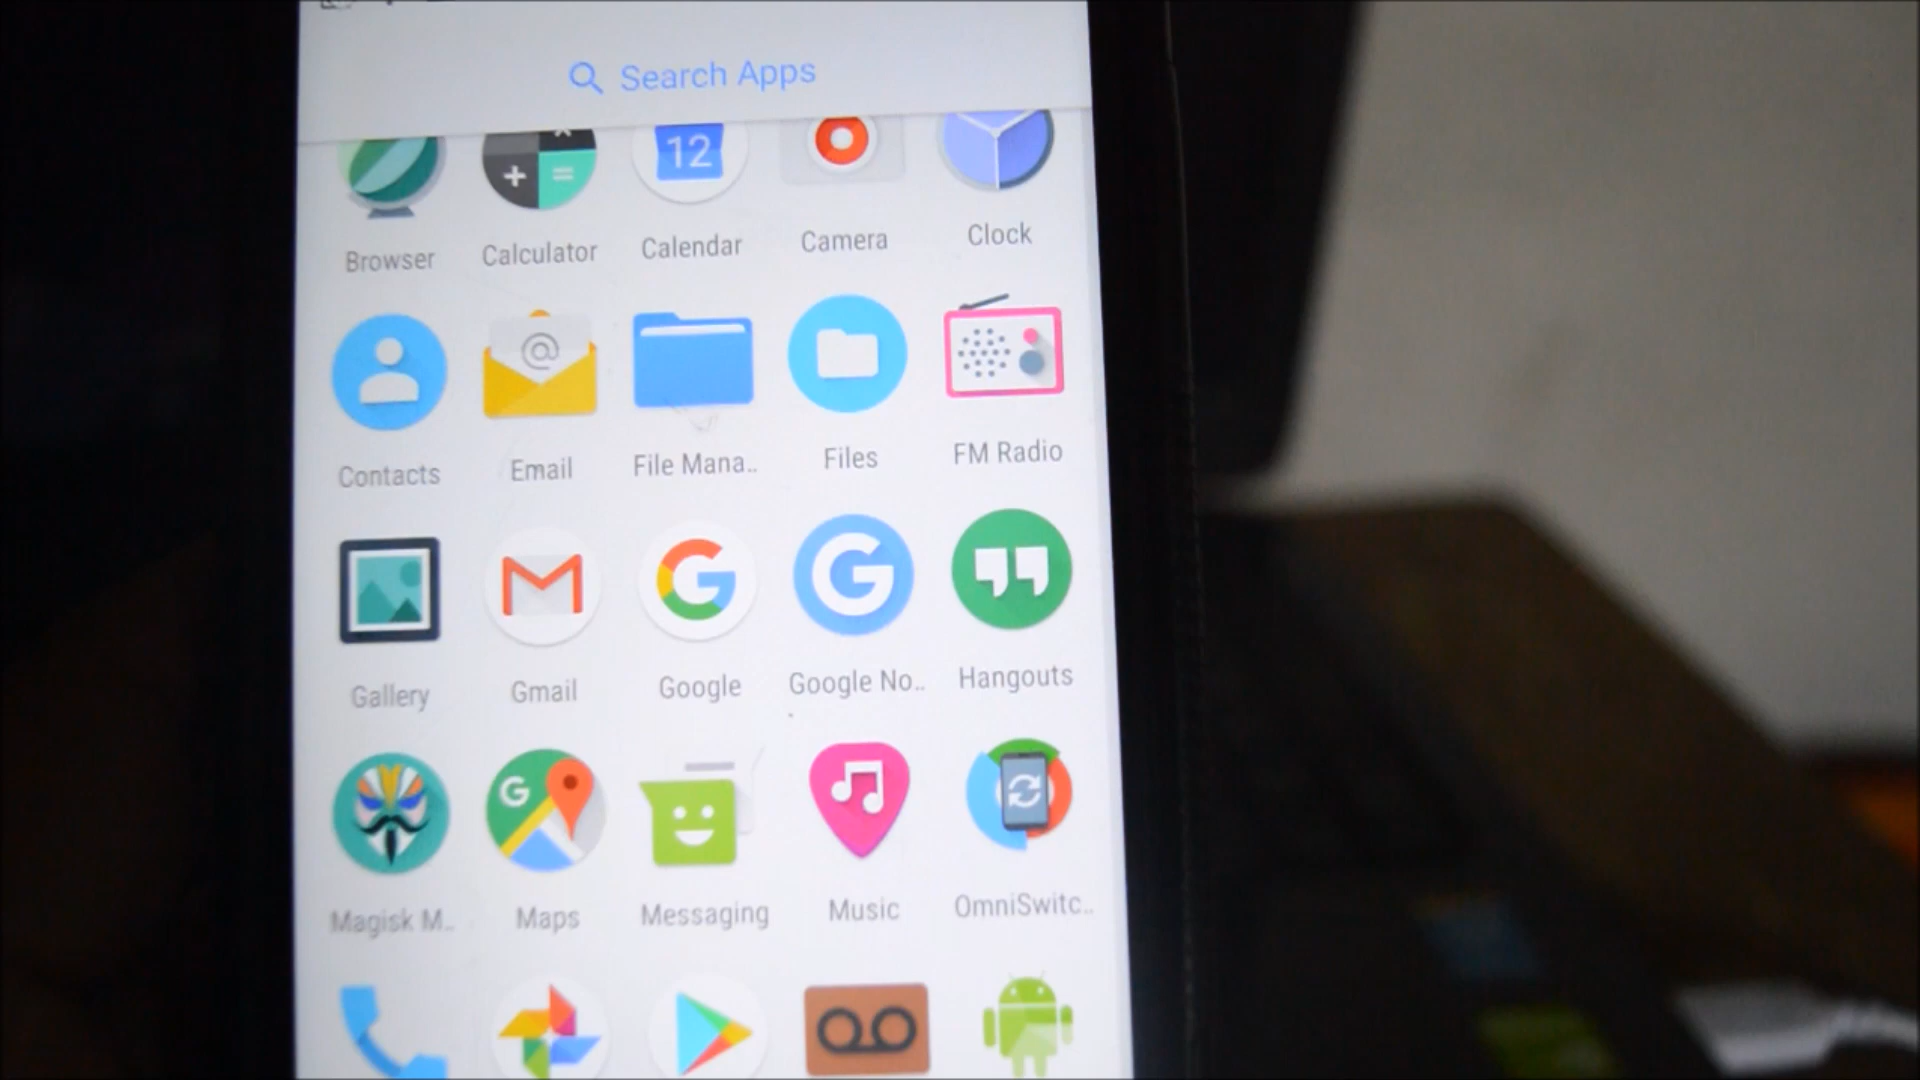 Search Apps
12
Browser Calculator Calendar Camera Clock
Contacts Email File Mana.. Files FM Radio
Gallery Gmail Google Google No.. Hangouts
Magisk M.. Maps Messaging Music OmniSwitc..